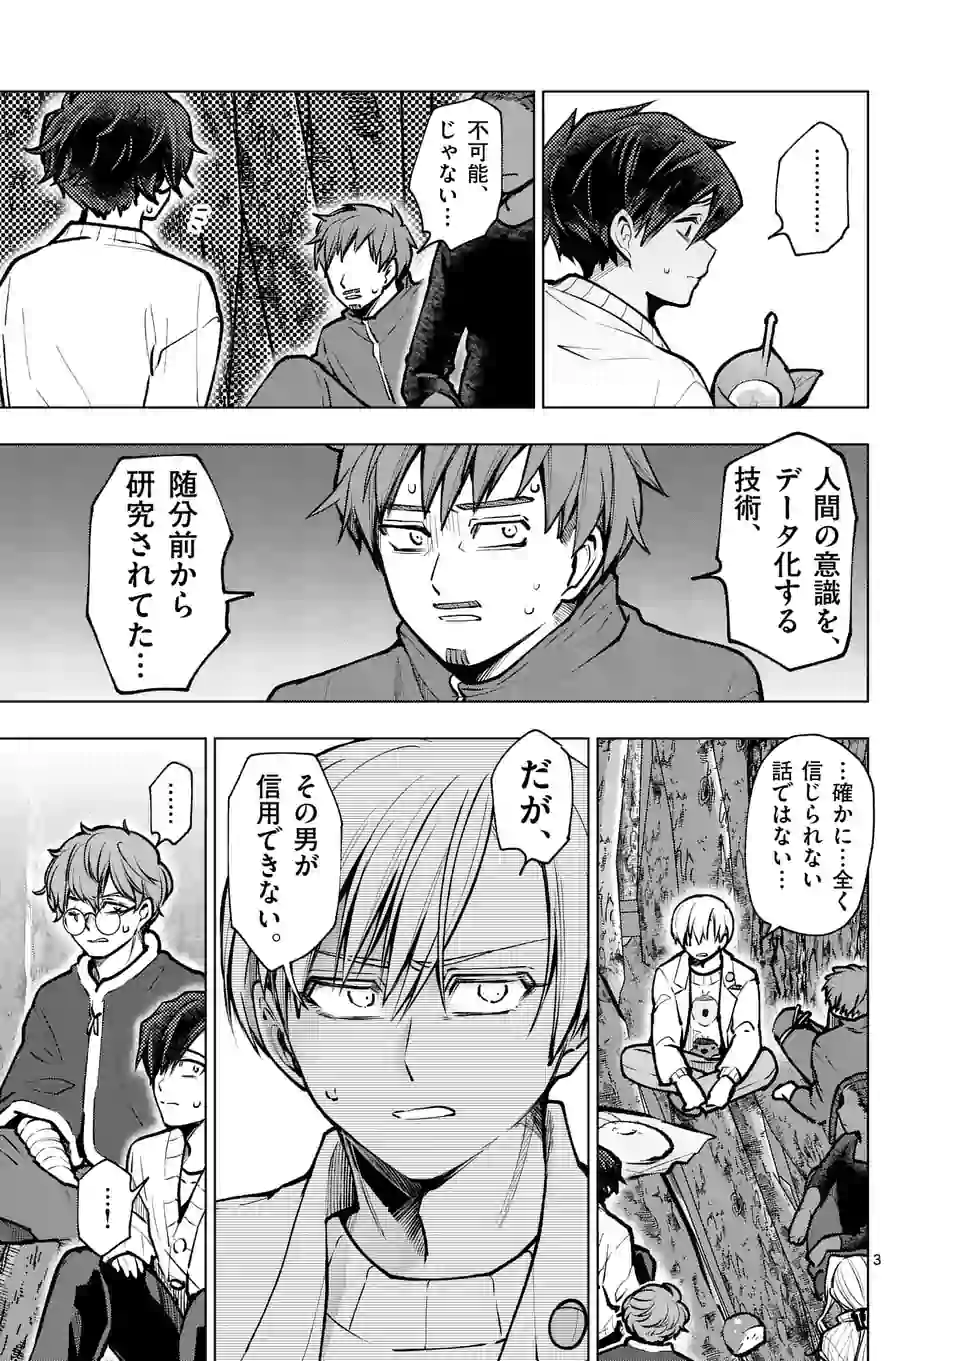 …………
不可能、
じゃない…
人間の意識を、
データ化する
技術、
随分前から
研究されてた…
…確かに…全く
信じられない
話ではない…
だが、
その男が
信用できない。
……
…！
3